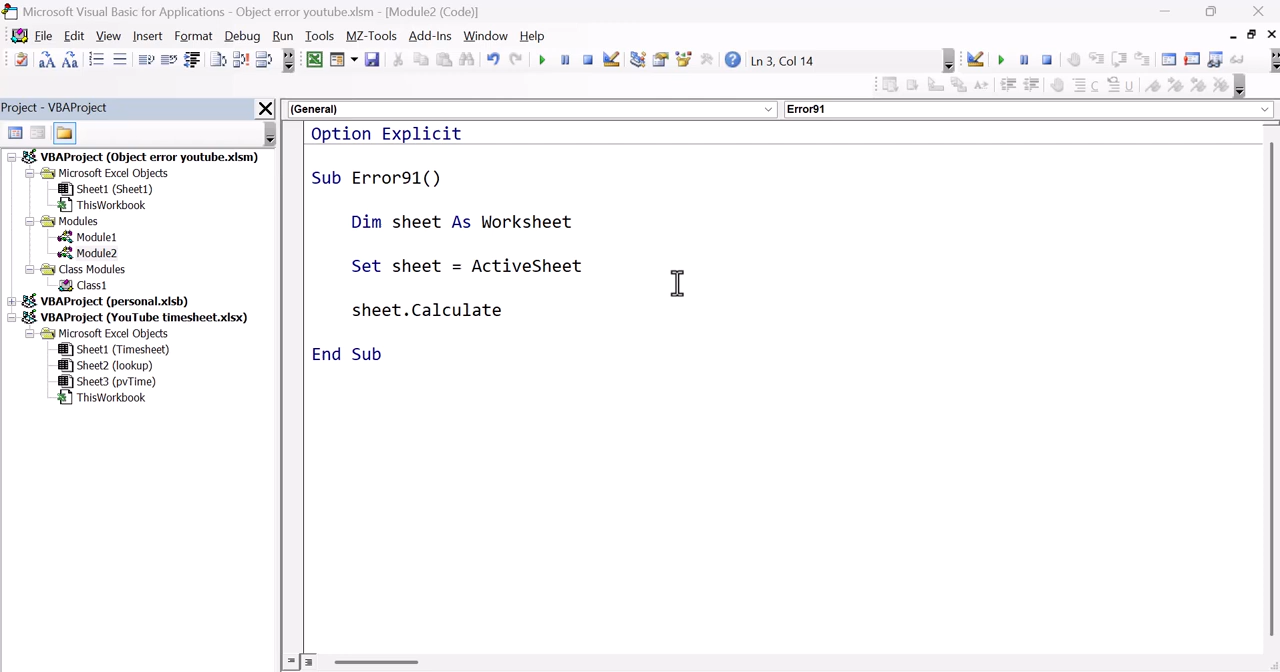 Microsoft Visual Basic for Applications - Object error youtube.xlsm - [Module2 (Code)]
File Edit View Insert Format Debug Run Tools MZ-Tools Add-Ins Window Help
Ln 3, Col 14
Project - VBAProject
(General)
Error91
VBAProject (Object error youtube.xlsm)
Microsoft Excel Objects
Sheet1 (Sheet1)
ThisWorkbook
Modules
Module1
Module2
Class Modules
Class1
VBAProject (personal.xlsb)
VBAProject (YouTube timesheet.xlsx)
Microsoft Excel Objects
Sheet1 (Timesheet)
Sheet2 (lookup)
Sheet3 (pvTime)
ThisWorkbook
Option Explicit
Sub Error91()
Dim sheet As Worksheet
Set sheet = ActiveSheet
sheet.Calculate
End Sub